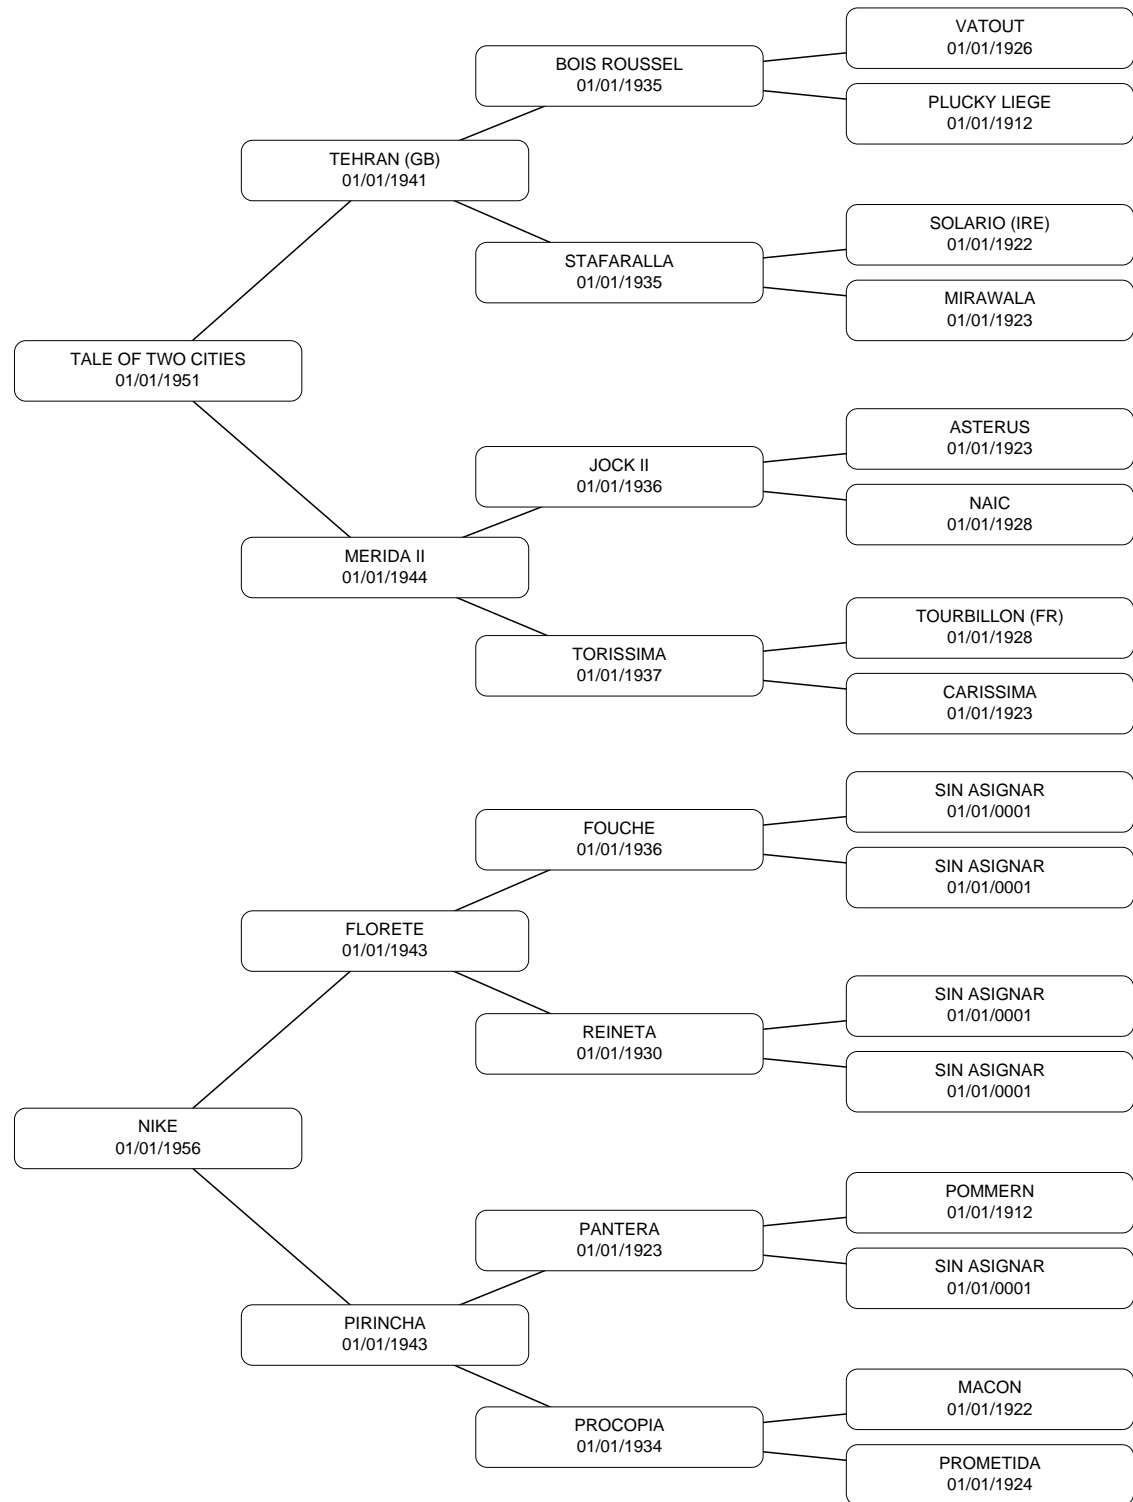 VATOUT
01/01/1926
BOIS ROUSSEL
01/01/1935
PLUCKY LIEGE
01/01/1912
TEHRAN (GB)
01/01/1941
SOLARIO (IRE)
01/01/1922
STAFARALLA
01/01/1935
MIRAWALA
01/01/1923
TALE OF TWO CITIES
01/01/1951
ASTERUS
01/01/1923
JOCK II
01/01/1936
NAIC
01/01/1928
MERIDA II
01/01/1944
TOURBILLON (FR)
01/01/1928
TORISSIMA
01/01/1937
CARISSIMA
01/01/1923
SIN ASIGNAR
01/01/0001
FOUCHE
01/01/1936
SIN ASIGNAR
01/01/0001
FLORETE
01/01/1943
SIN ASIGNAR
01/01/0001
REINETA
01/01/1930
SIN ASIGNAR
01/01/0001
NIKE
01/01/1956
POMMERN
01/01/1912
PANTERA
01/01/1923
SIN ASIGNAR
01/01/0001
PIRINCHA
01/01/1943
MACON
01/01/1922
PROCOPIA
01/01/1934
PROMETIDA
01/01/1924